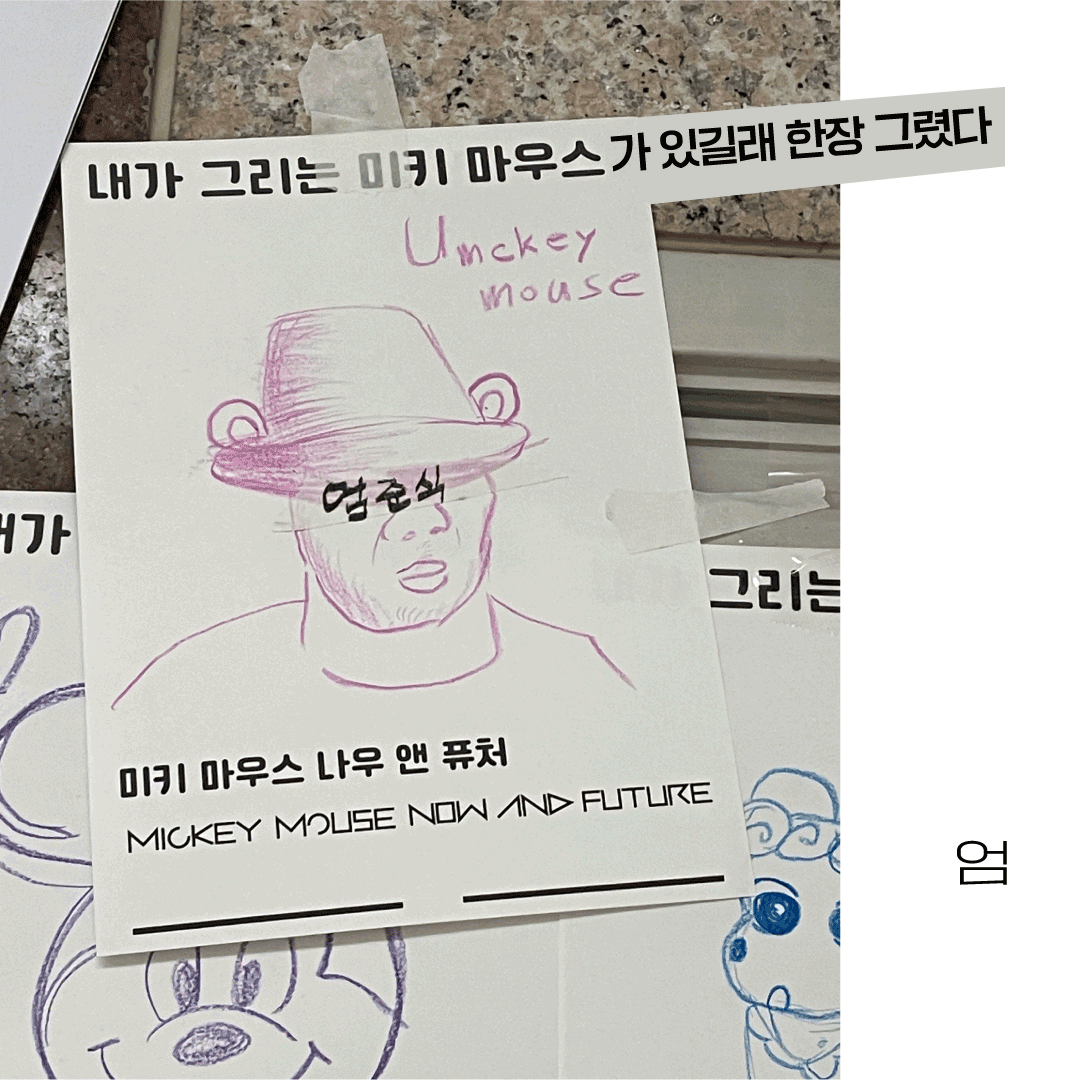 내가 그리는 미키 마우스가 있길래 한장 그렸다
Umckey
mouse
엄준식
미키 마우스 나우 앤 퓨처
MICKEY MOUSE NOW AND FUTURE
내가
그리는
엄